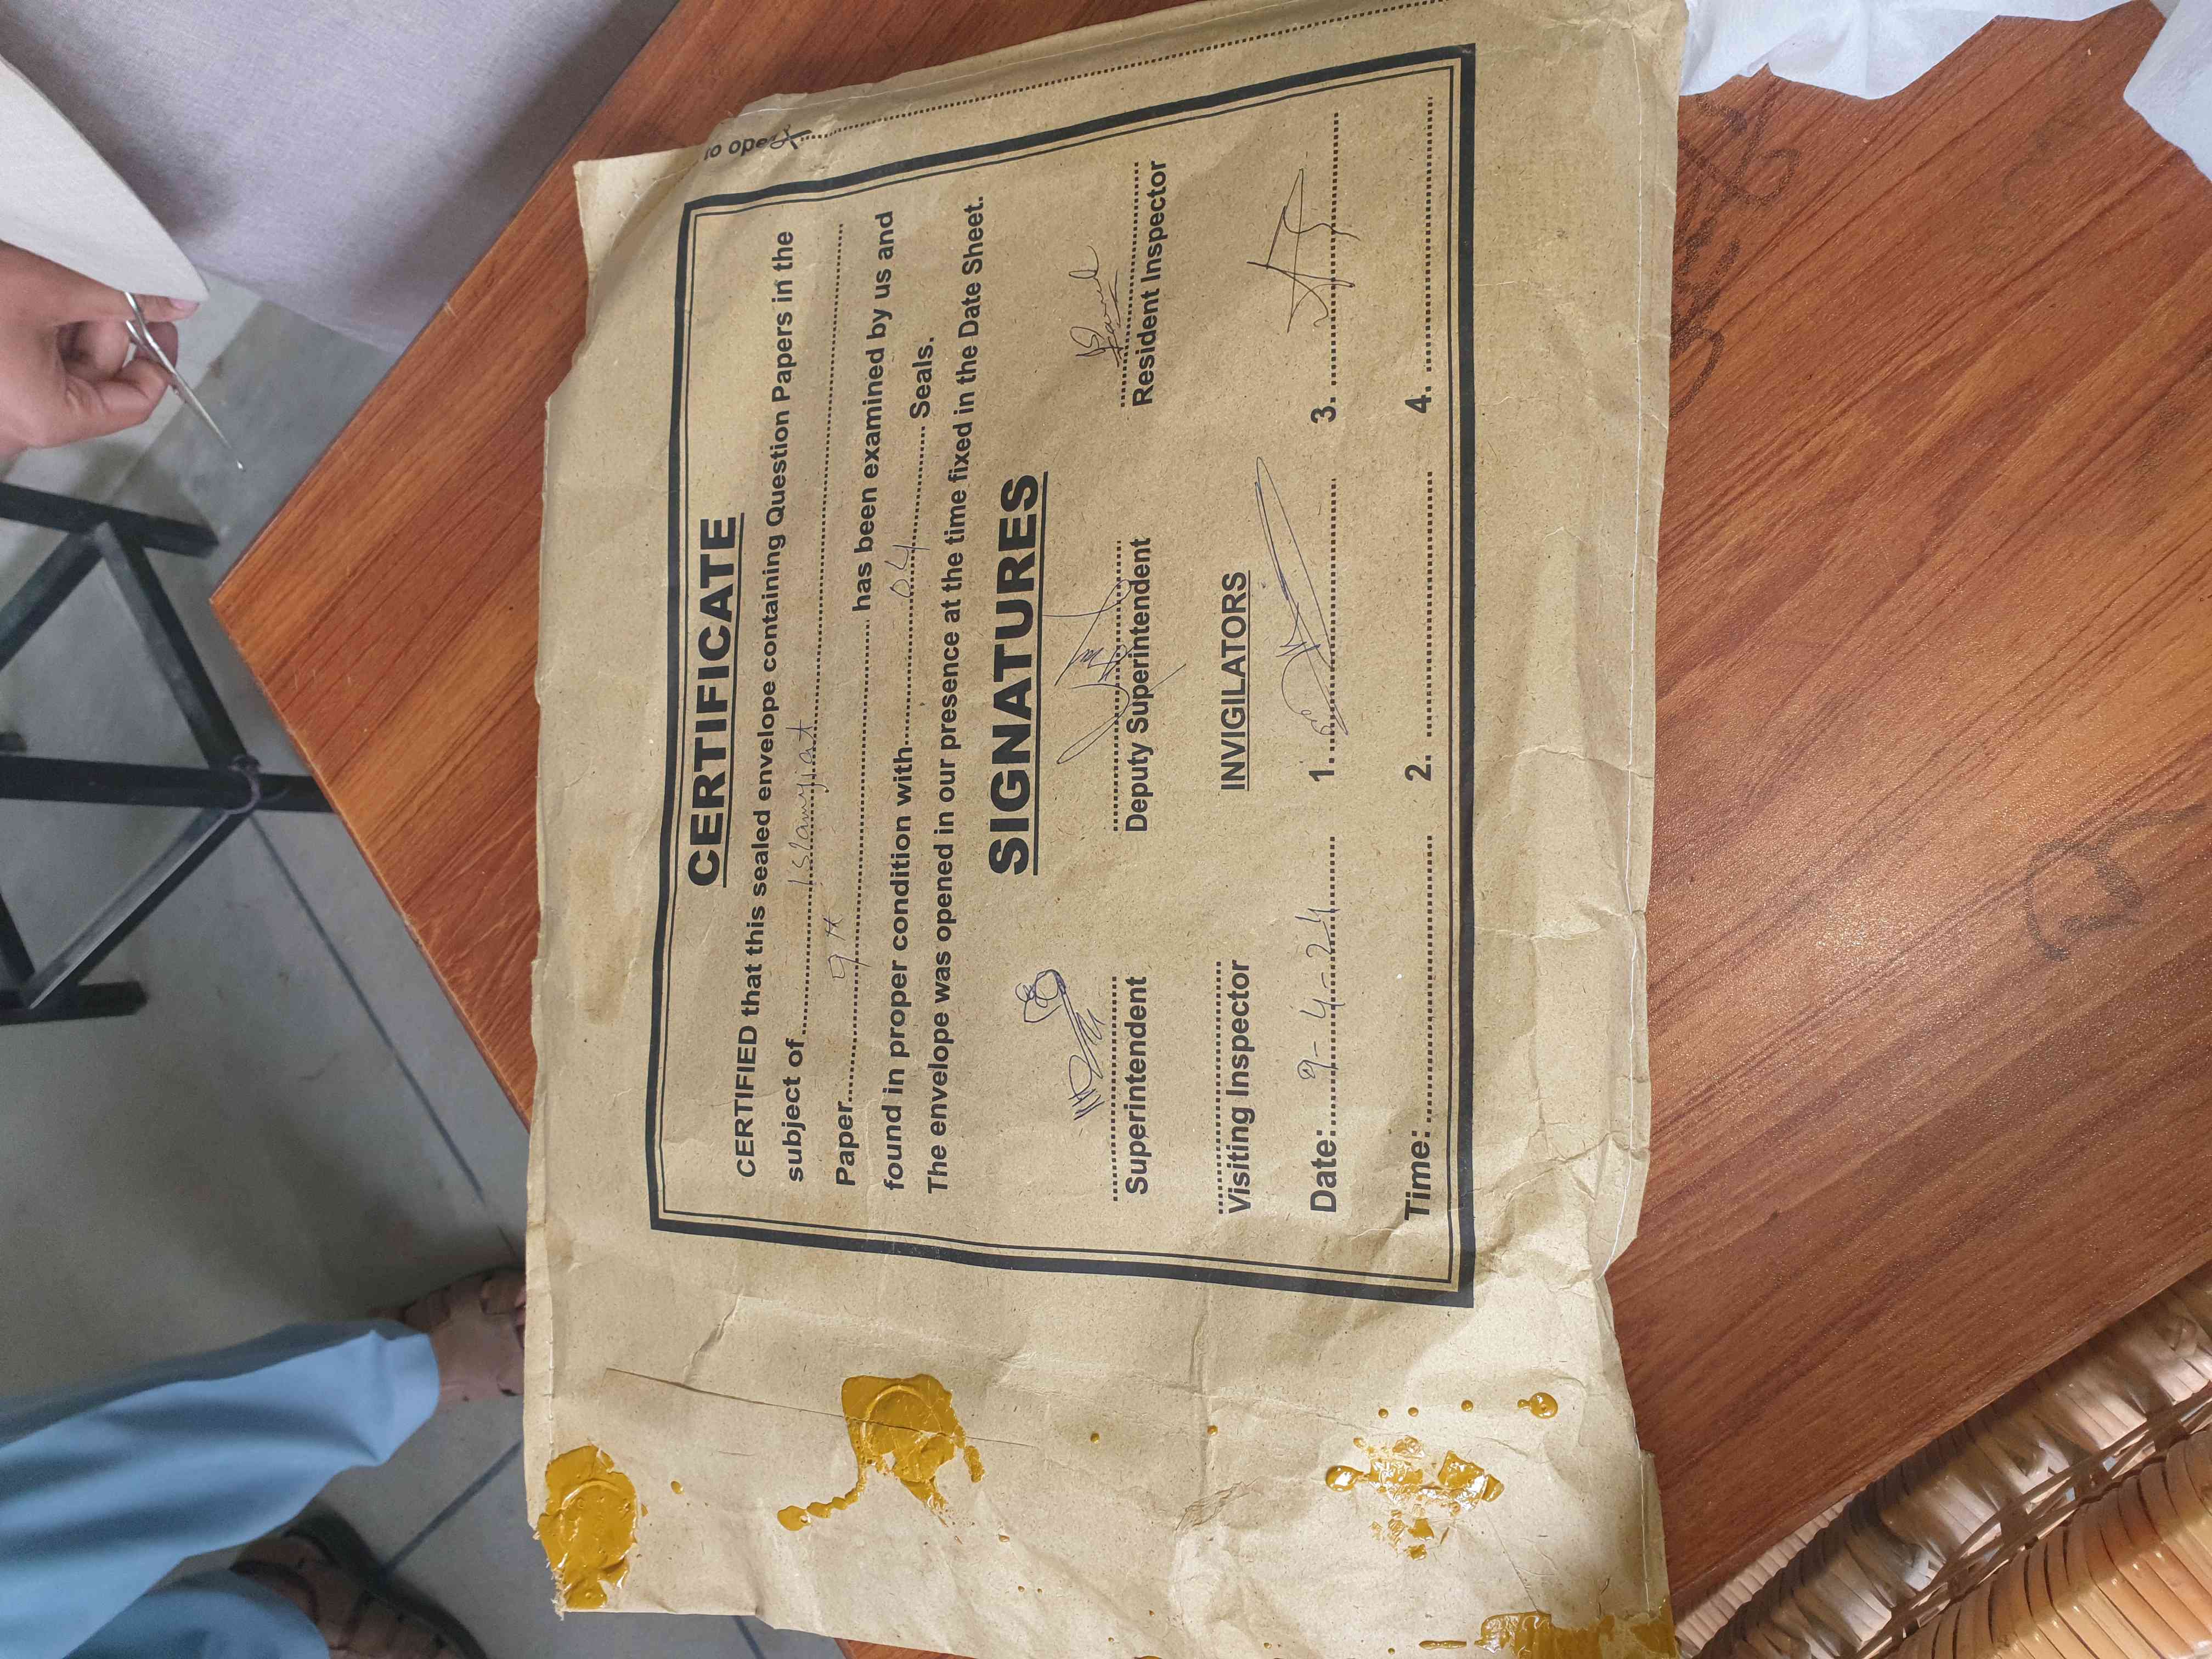 to open
CERTIFICATE
CERTIFIED that this sealed envelope containing Question Papers in the
subject of Islamyiat
Paper 9th has been examined by us and
found in proper condition with 04 Seals.
The envelope was opened in our presence at the time fixed in the Date Sheet.
SIGNATURES
Superintendent Deputy Superintendent Resident Inspector
Visiting Inspector INVIGILATORS
Date: 9-4-24 1. 3.
Time: 2. 4.